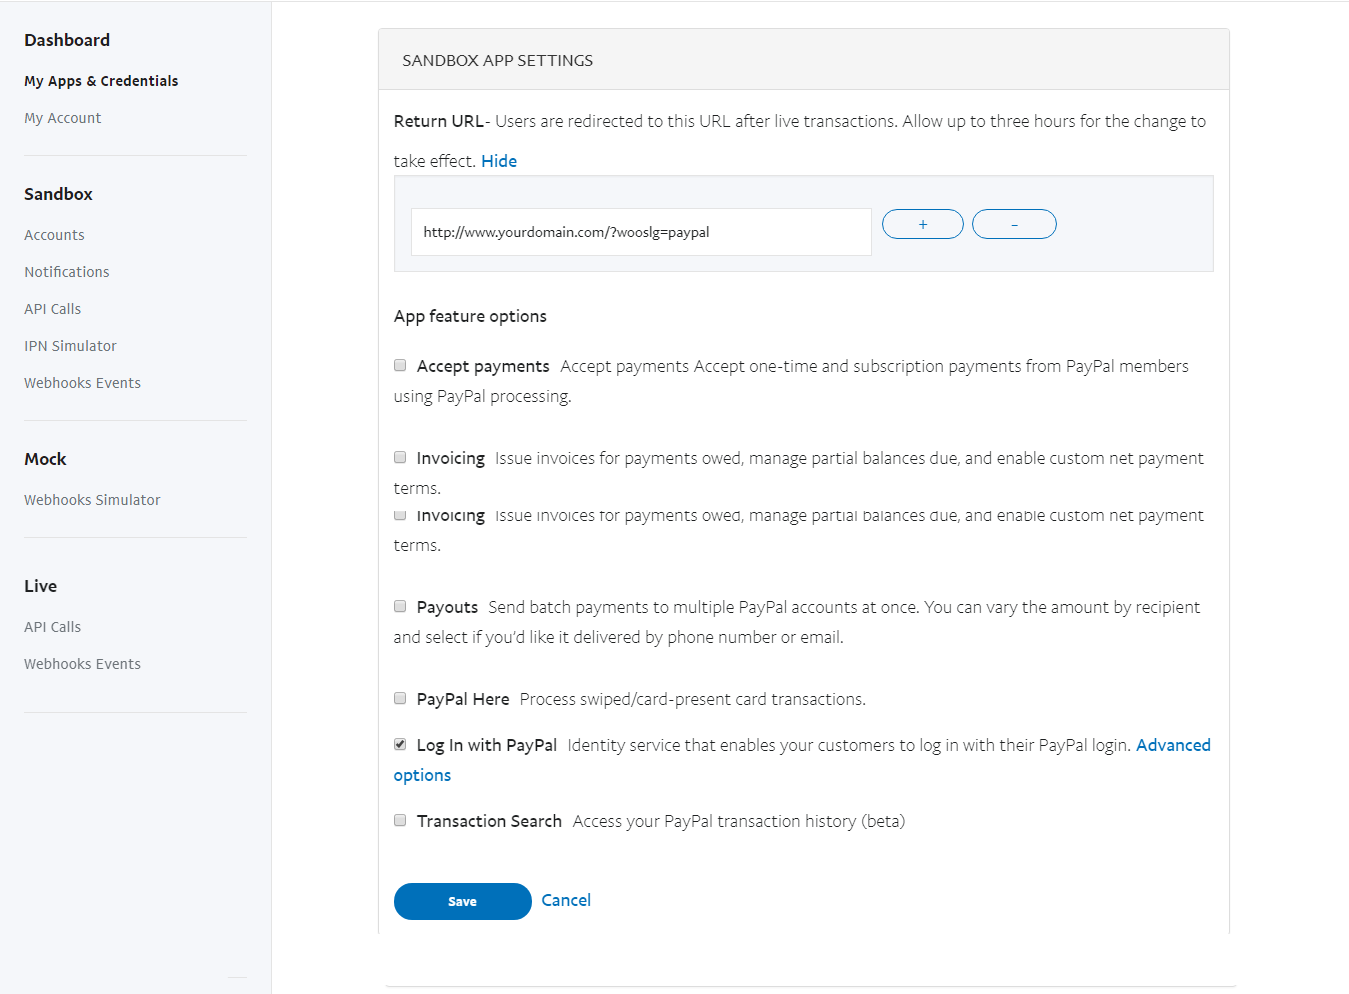 Dashboard
My Apps & Credentials
My Account
Sandbox
Accounts
Notifications
API Calls
IPN Simulator
Webhooks Events
Mock
Webhooks Simulator
Live
API Calls
Webhooks Events
SANDBOX APP SETTINGS
Return URL- Users are redirected to this URL after live transactions. Allow up to three hours for the change to
take effect. Hide
http://www.yourdomain.com/?wooslg=paypal
+
-
App feature options
Accept payments Accept payments Accept one-time and subscription payments from PayPal members
using PayPal processing.
Invoicing Issue invoices for payments owed, manage partial balances due, and enable custom net payment
terms.
Invoicing Issue invoices for payments owed, manage partial balances due, and enable custom net payment
terms.
Payouts Send batch payments to multiple PayPal accounts at once. You can vary the amount by recipient
and select if you’d like it delivered by phone number or email.
PayPal Here Process swiped/card-present card transactions.
Log In with PayPal Identity service that enables your customers to log in with their PayPal login. Advanced
options
Transaction Search Access your PayPal transaction history (beta)
Save
Cancel